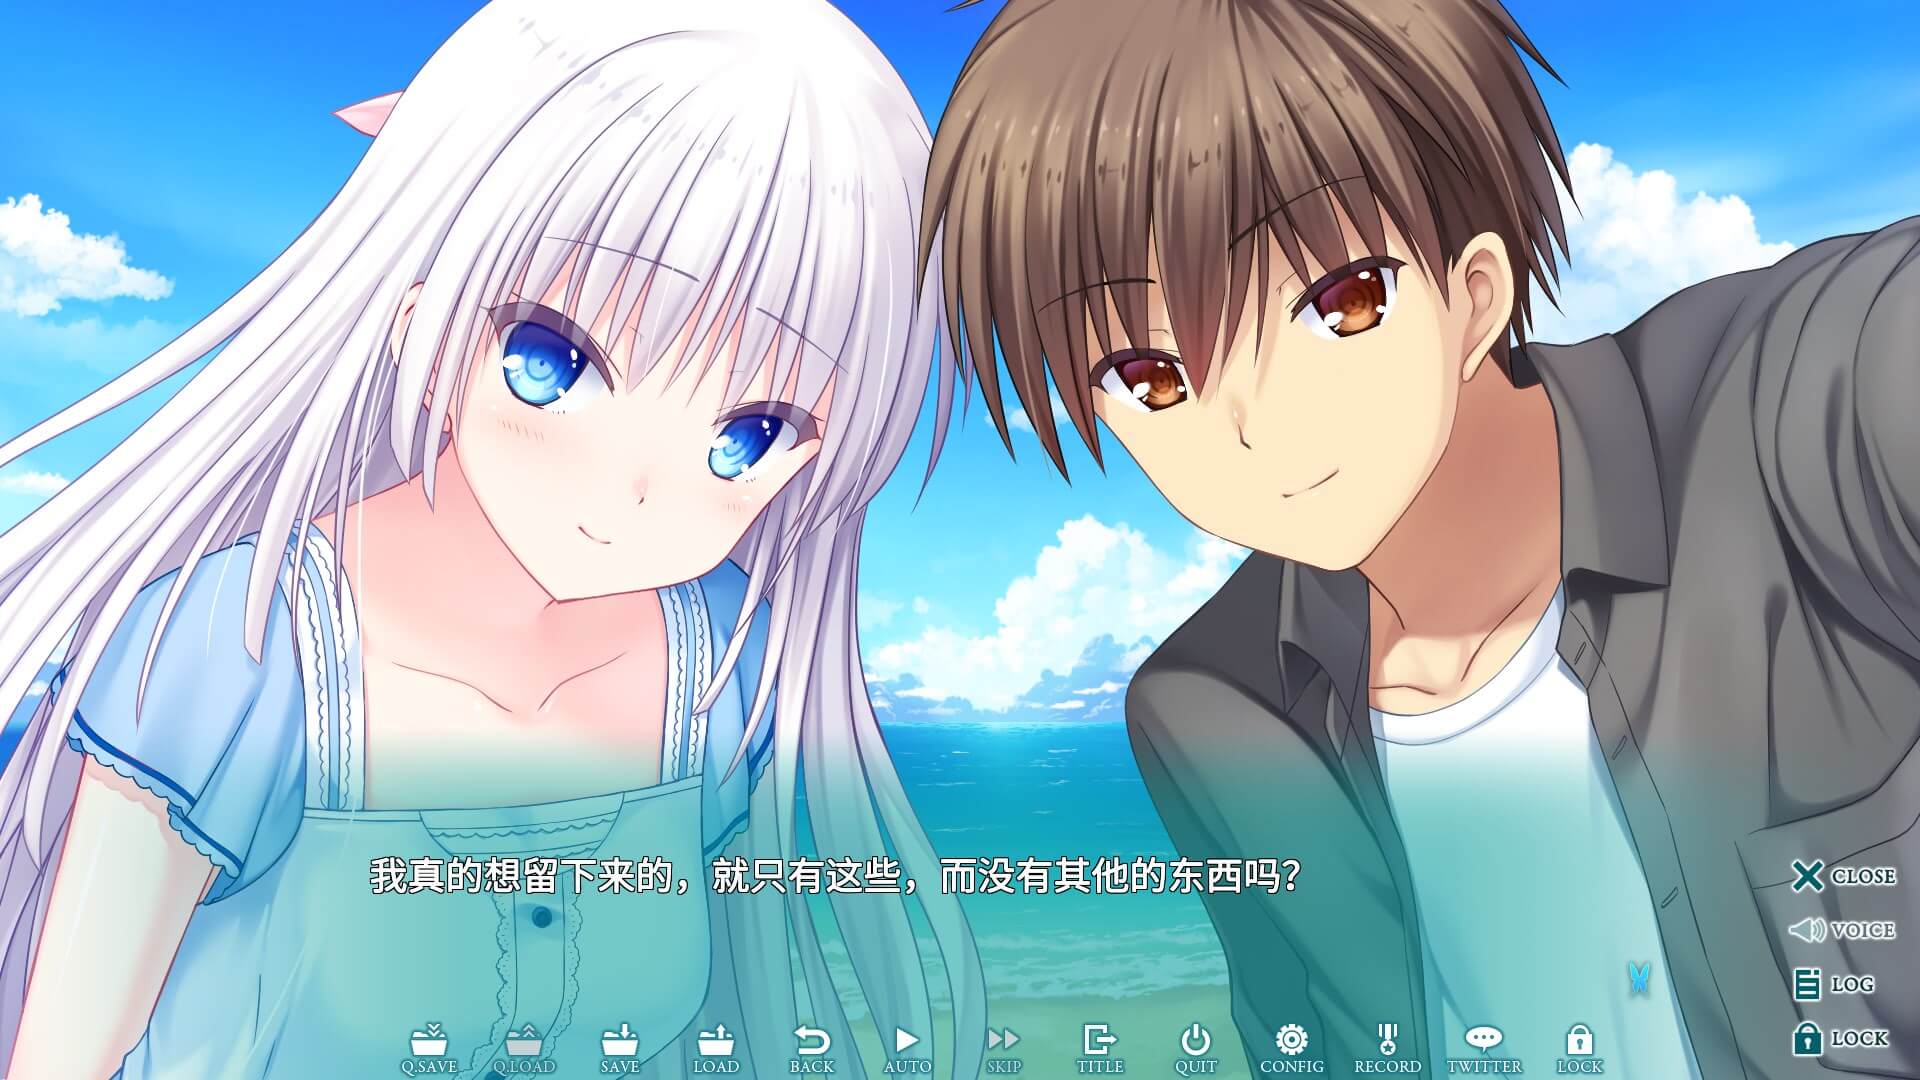 我真的想留下来的，就只有这些，而没有其他的东西吗？
CLOSE
VOICE
LOG
LOCK
Q.SAVE Q.LOAD SAVE LOAD BACK AUTO SKIP TITLE QUIT CONFIG RECORD TWITTER LOCK